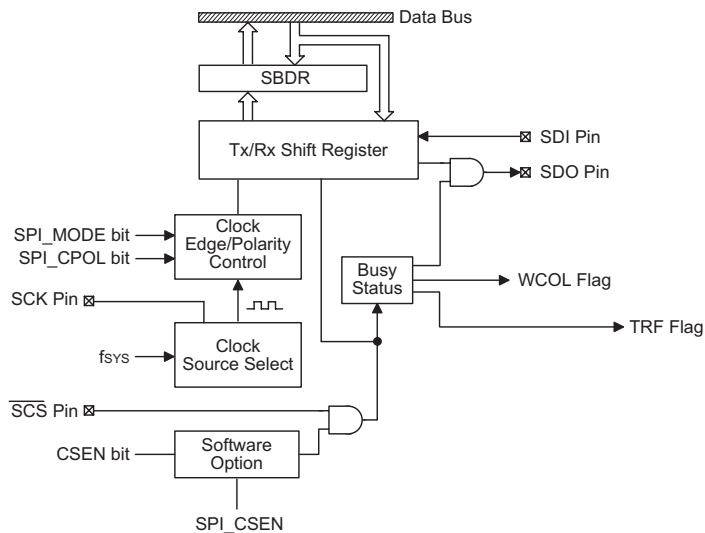 Data Bus
SBDR
Tx/Rx Shift Register
SDI Pin
SDO Pin
SPI_MODE bit
SPI_CPOL bit
Clock
Edge/Polarity
Control
Busy
Status
WCOL Flag
TRF Flag
SCK Pin
fSYS
Clock
Source Select
SCS Pin
CSEN bit
Software
Option
SPI_CSEN